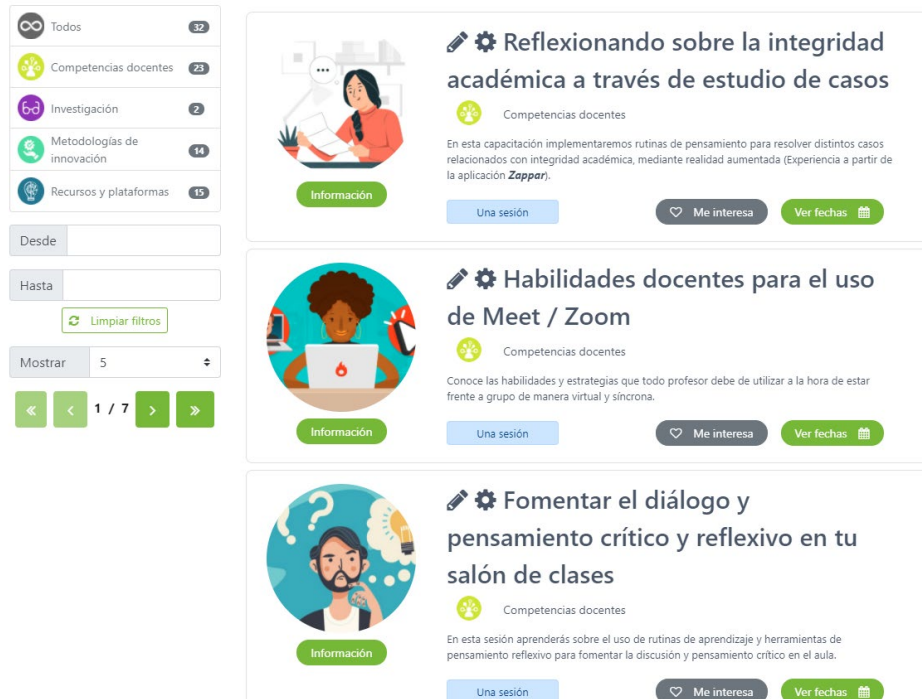 Todos 32
Competencias docentes 23
Investigación 2
Metodologías de
innovación 14
Recursos y plataformas 15
Desde
Hasta
Limpiar filtros
Mostrar 5
« ‹ 1 / 7 › »
Reflexionando sobre la integridad
académica a través de estudio de casos
Competencias docentes
En esta capacitación implementaremos rutinas de pensamiento para resolver distintos casos
relacionados con integridad académica, mediante realidad aumentada (Experiencia a partir de
la aplicación Zappar).
Información
Una sesión
Me interesa
Ver fechas
Habilidades docentes para el uso
de Meet / Zoom
Competencias docentes
Conoce las habilidades y estrategias que todo profesor debe de utilizar a la hora de estar
frente a grupo de manera virtual y síncrona.
Información
Una sesión
Me interesa
Ver fechas
Fomentar el diálogo y
pensamiento crítico y reflexivo en tu
salón de clases
Competencias docentes
En esta sesión aprenderás sobre el uso de rutinas de aprendizaje y herramientas de
pensamiento reflexivo para fomentar la discusión y pensamiento crítico en el aula.
Información
Una sesión
Me interesa
Ver fechas